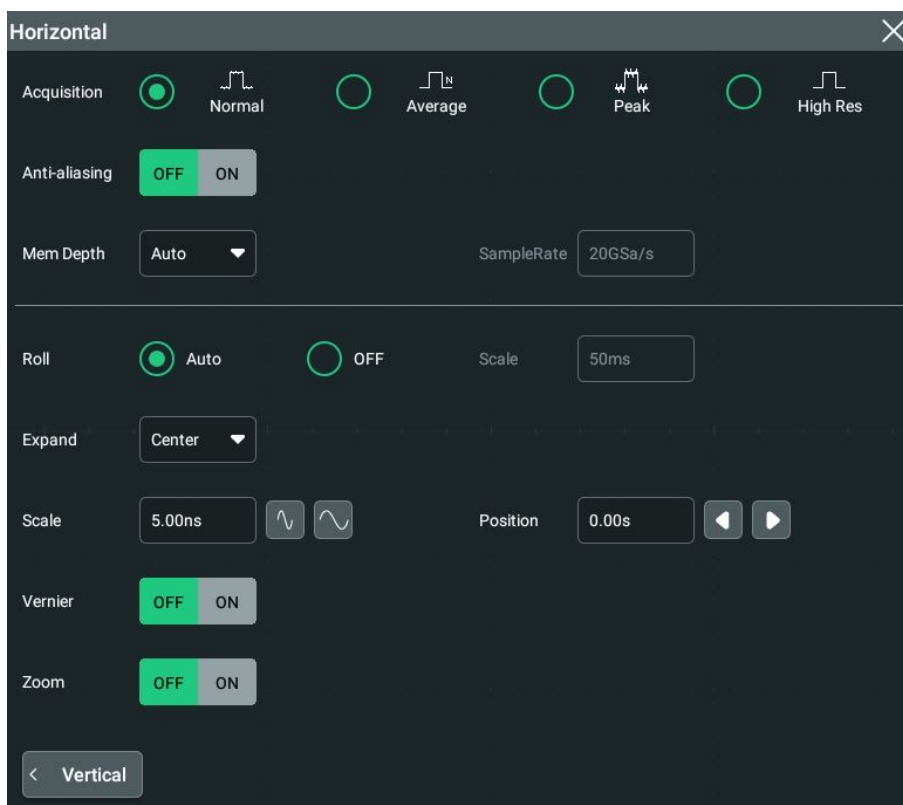 Horizontal
Acquisition Normal N Average Peak High Res
Anti-aliasing OFF ON
Mem Depth Auto SampleRate 20GSa/s
Roll Auto OFF Scale 50ms
Expand Center
Scale 5.00ns Position 0.00s
Vernier OFF ON
Zoom OFF ON
< Vertical